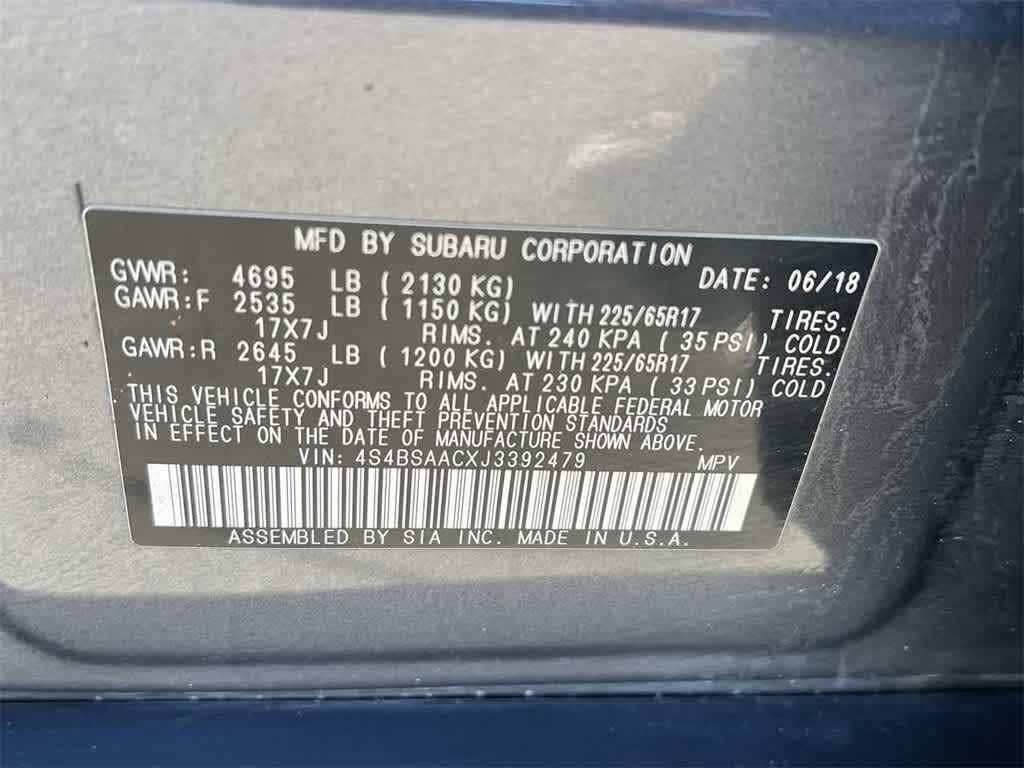 MFD BY SUBARU CORPORATION
GVWR: 4695 LB ( 2130 KG) DATE: 06/18
GAWR:F 2535 LB ( 1150 KG) WITH 225/65R17 TIRES.
17X7J RIMS. AT 240 KPA ( 35 PSI) COLD
GAWR:R 2645 LB ( 1200 KG) WITH 225/65R17 TIRES.
17X7J RIMS. AT 230 KPA ( 33 PSI) COLD
THIS VEHICLE CONFORMS TO ALL APPLICABLE FEDERAL MOTOR
VEHICLE SAFETY AND THEFT PREVENTION STANDARDS
IN EFFECT ON THE DATE OF MANUFACTURE SHOWN ABOVE.
VIN: 4S4BSAACXJ3392479 MPV
ASSEMBLED BY SIA INC. MADE IN U.S.A.